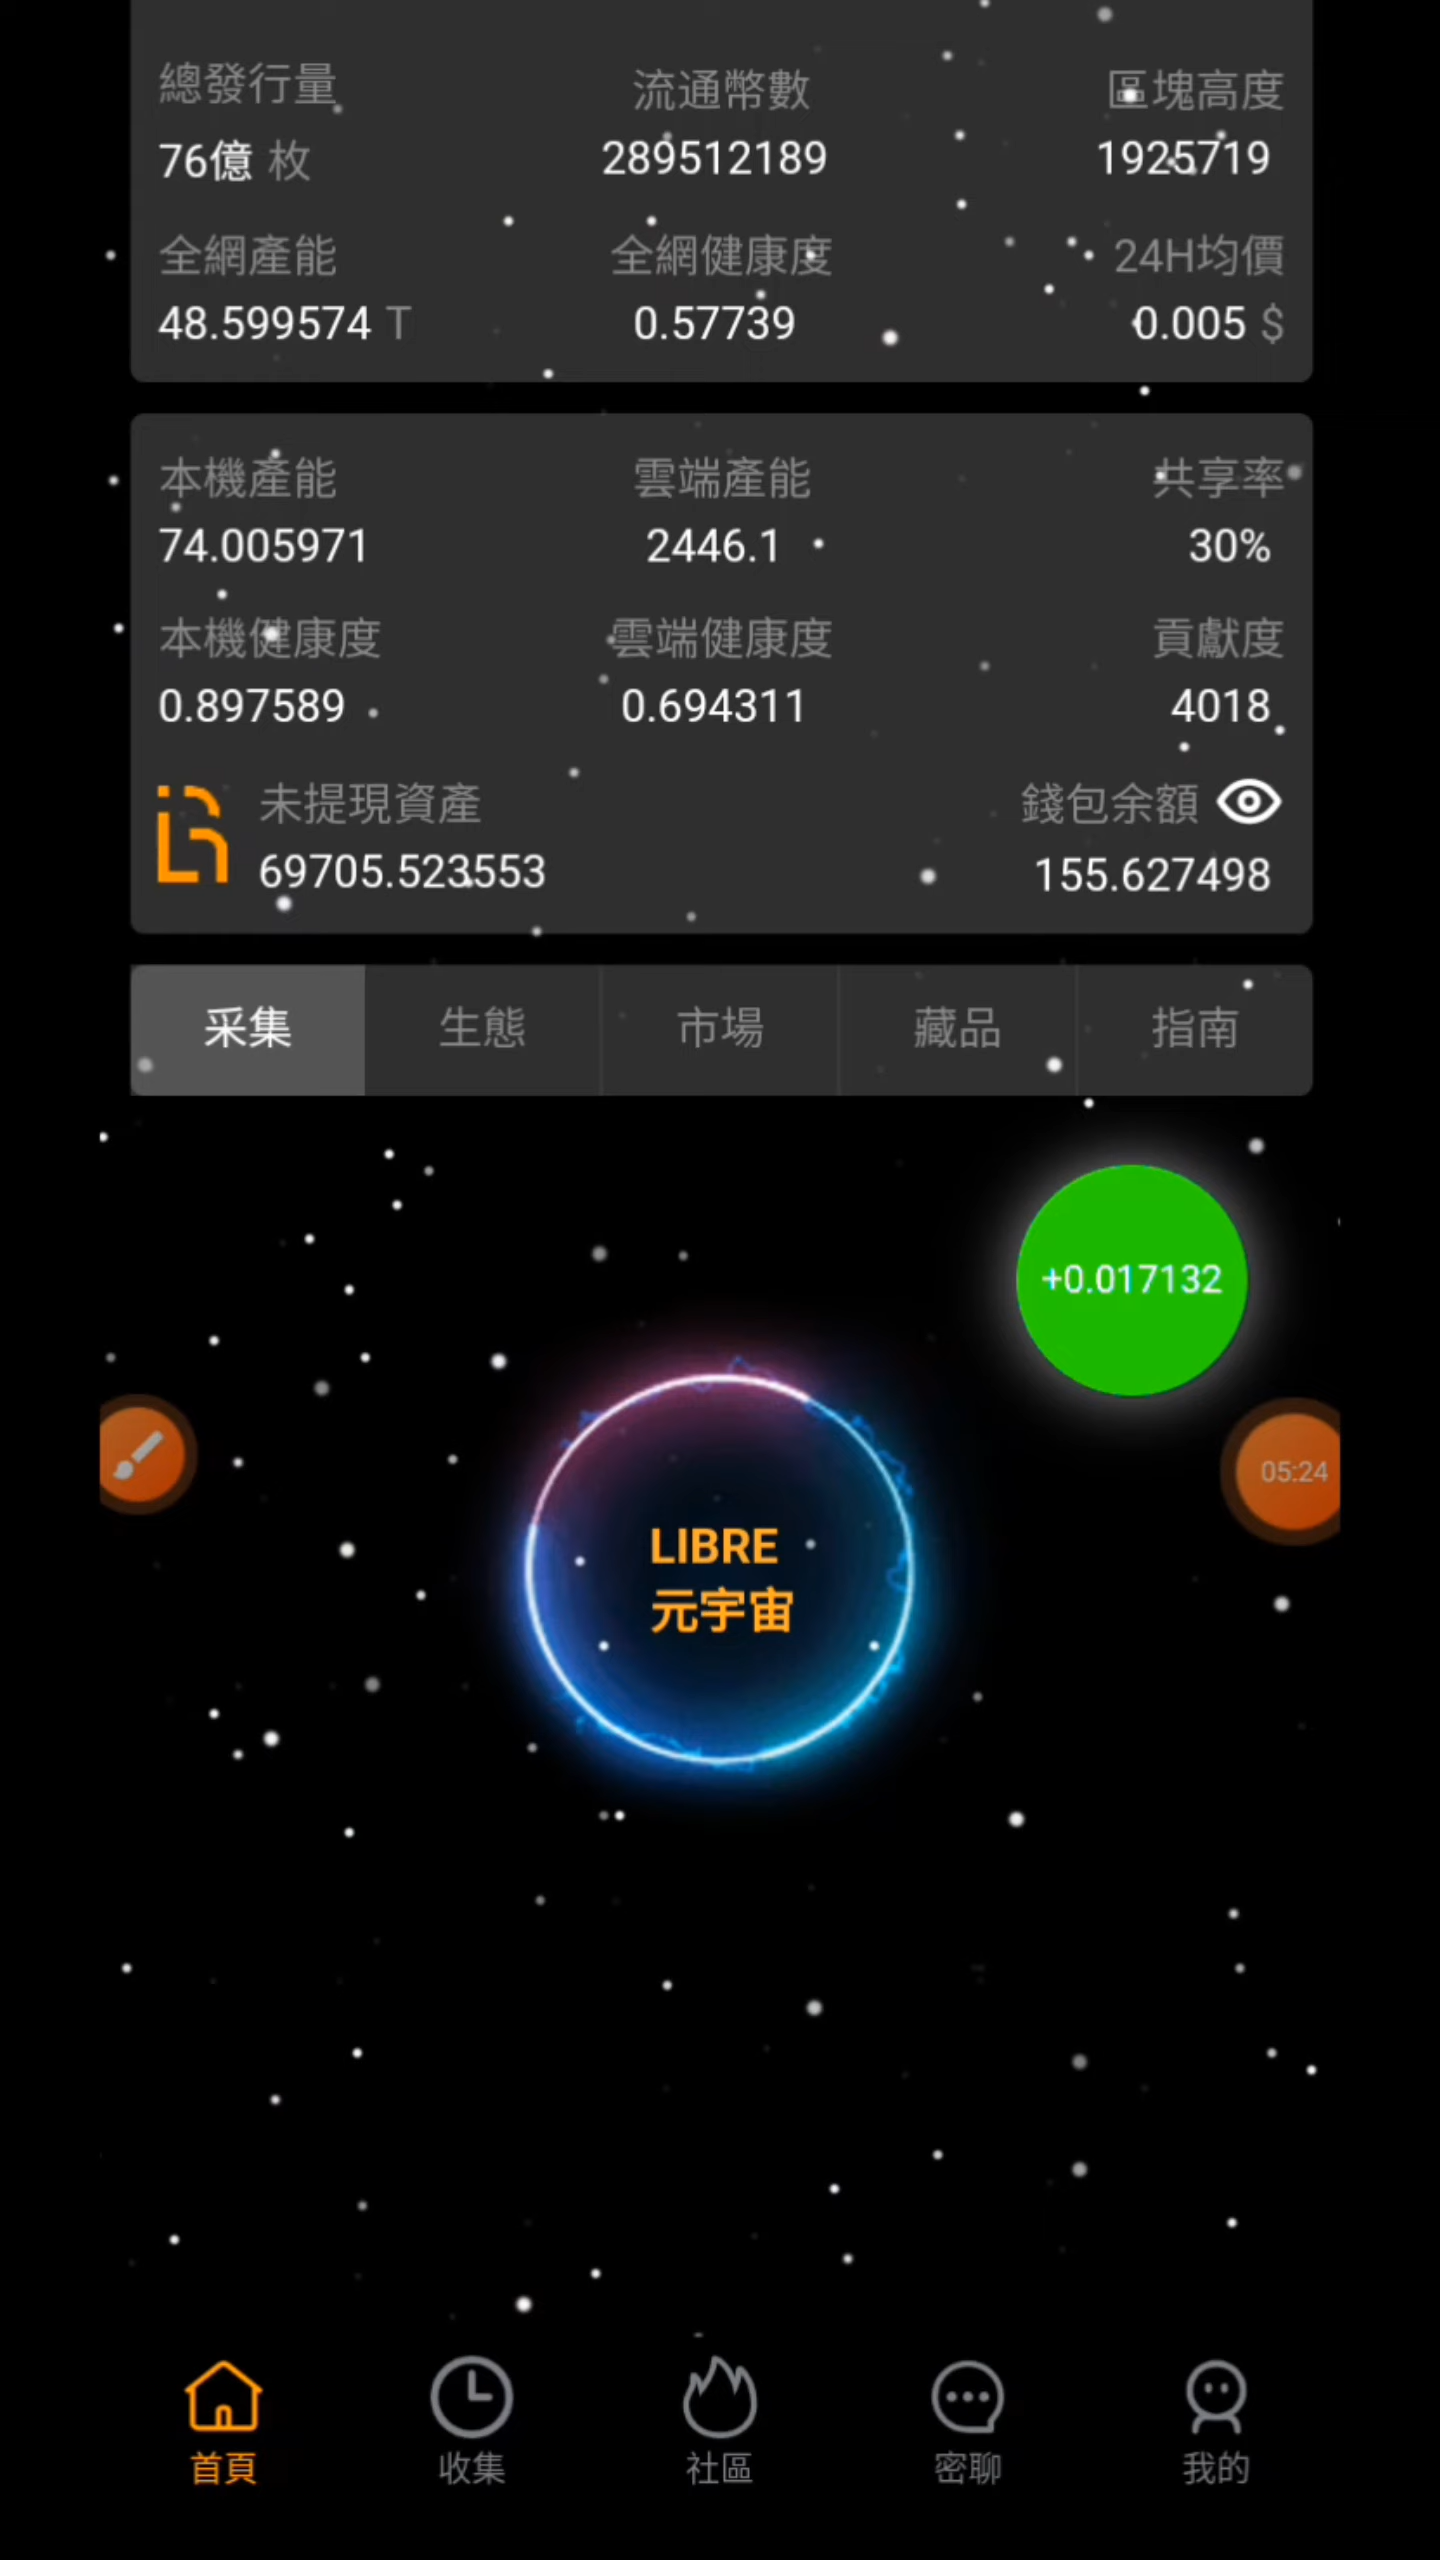 總發行量 流通幣數 區塊高度
76億 枚 289512189 1925719
全網產能 全網健康度 24H均價
48.599574 T 0.57739 0.005 $
本機產能 雲端產能 共享率
74.005971 2446.1 30%
本機健康度 雲端健康度 貢獻度
0.897589 0.694311 4018
未提現資產 錢包余額
69705.523553 155.627498
采集 生態 市場 藏品 指南
+0.017132
05:24
LIBRE
元宇宙
首頁 收集 社區 密聊 我的